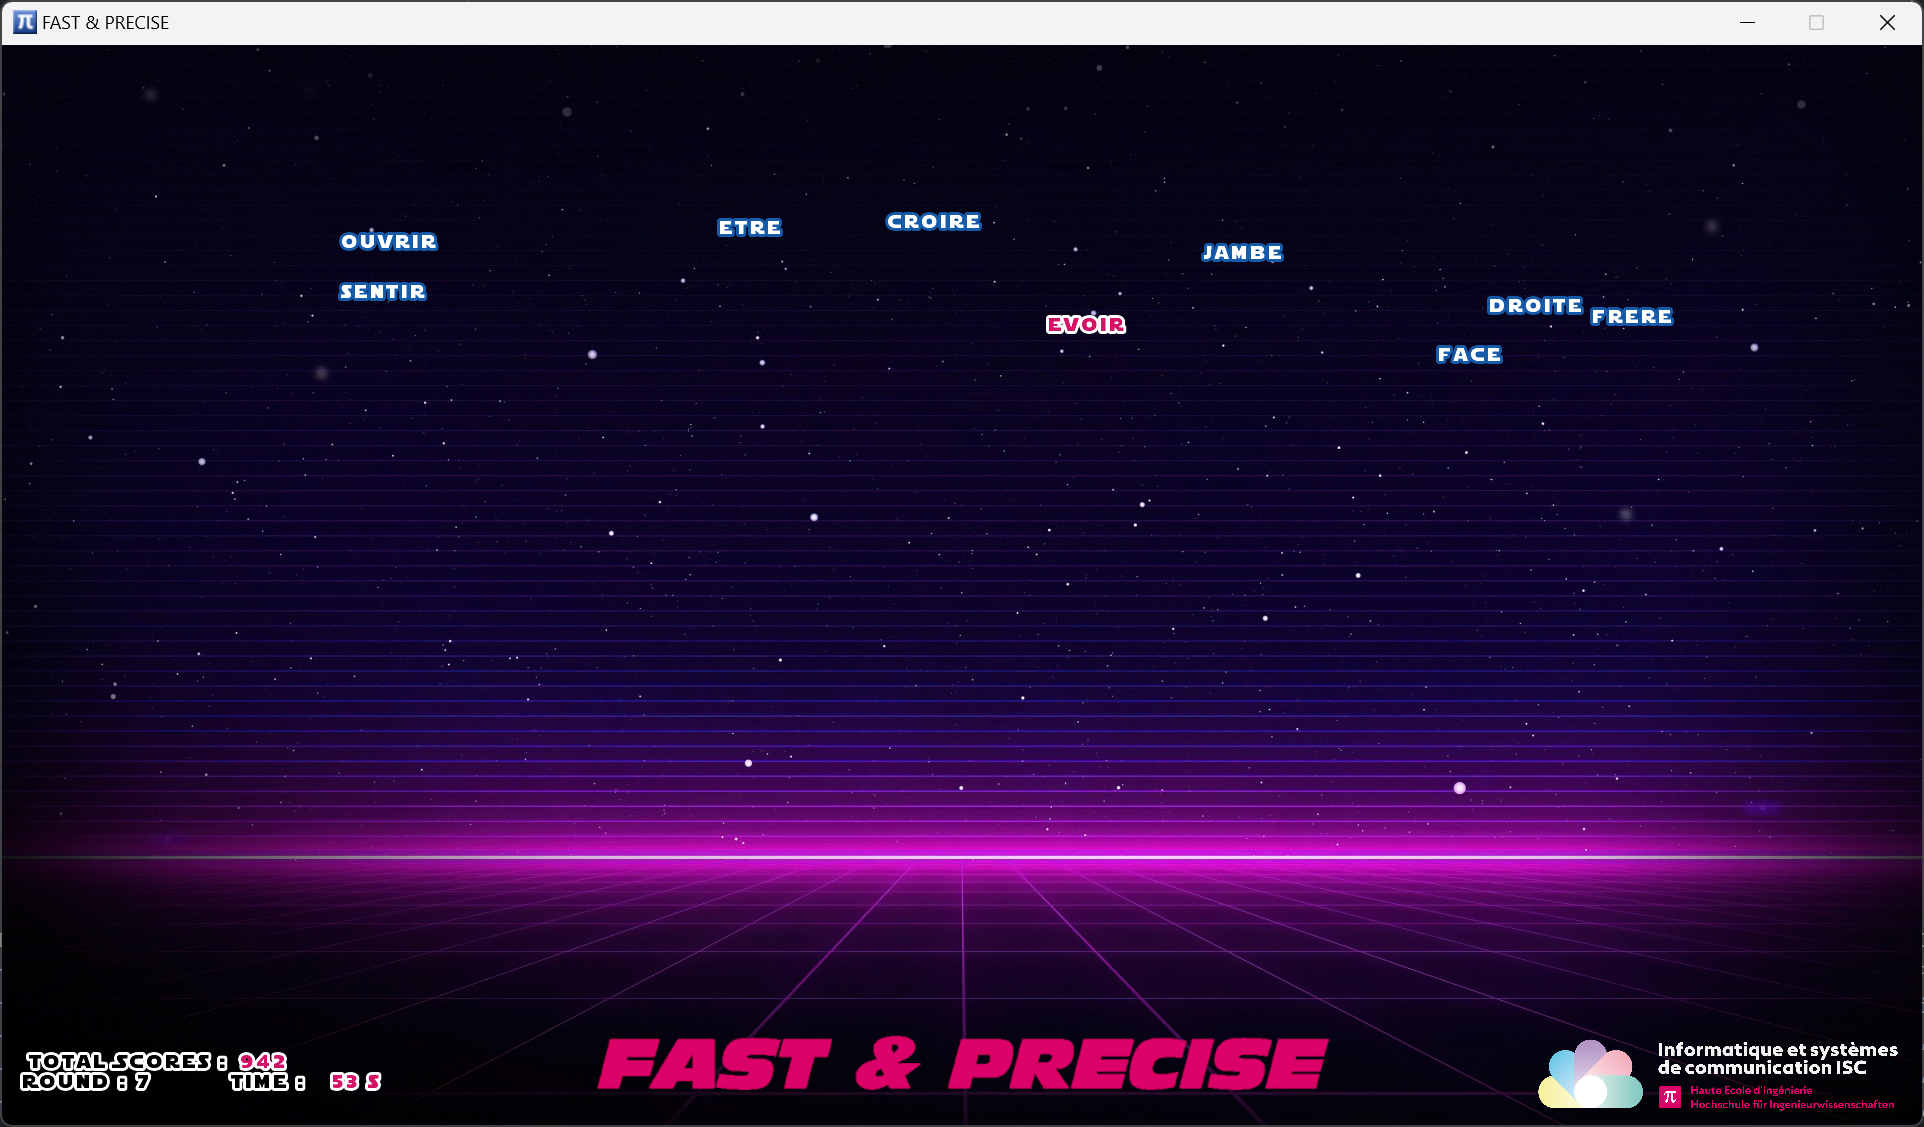 FAST & PRECISE
CROIRE
ETRE
OUVRIR
JAMBE
SENTIR
DROITE
FRERE
EVOIR
FACE
TOTAL SCORES : 942
ROUND : 7 TIME : 53 S
FAST & PRECISE
Informatique et systèmes
de communication ISC
π Haute Ecole d'Ingénierie
Hochschule für Ingenieurwissenschaften